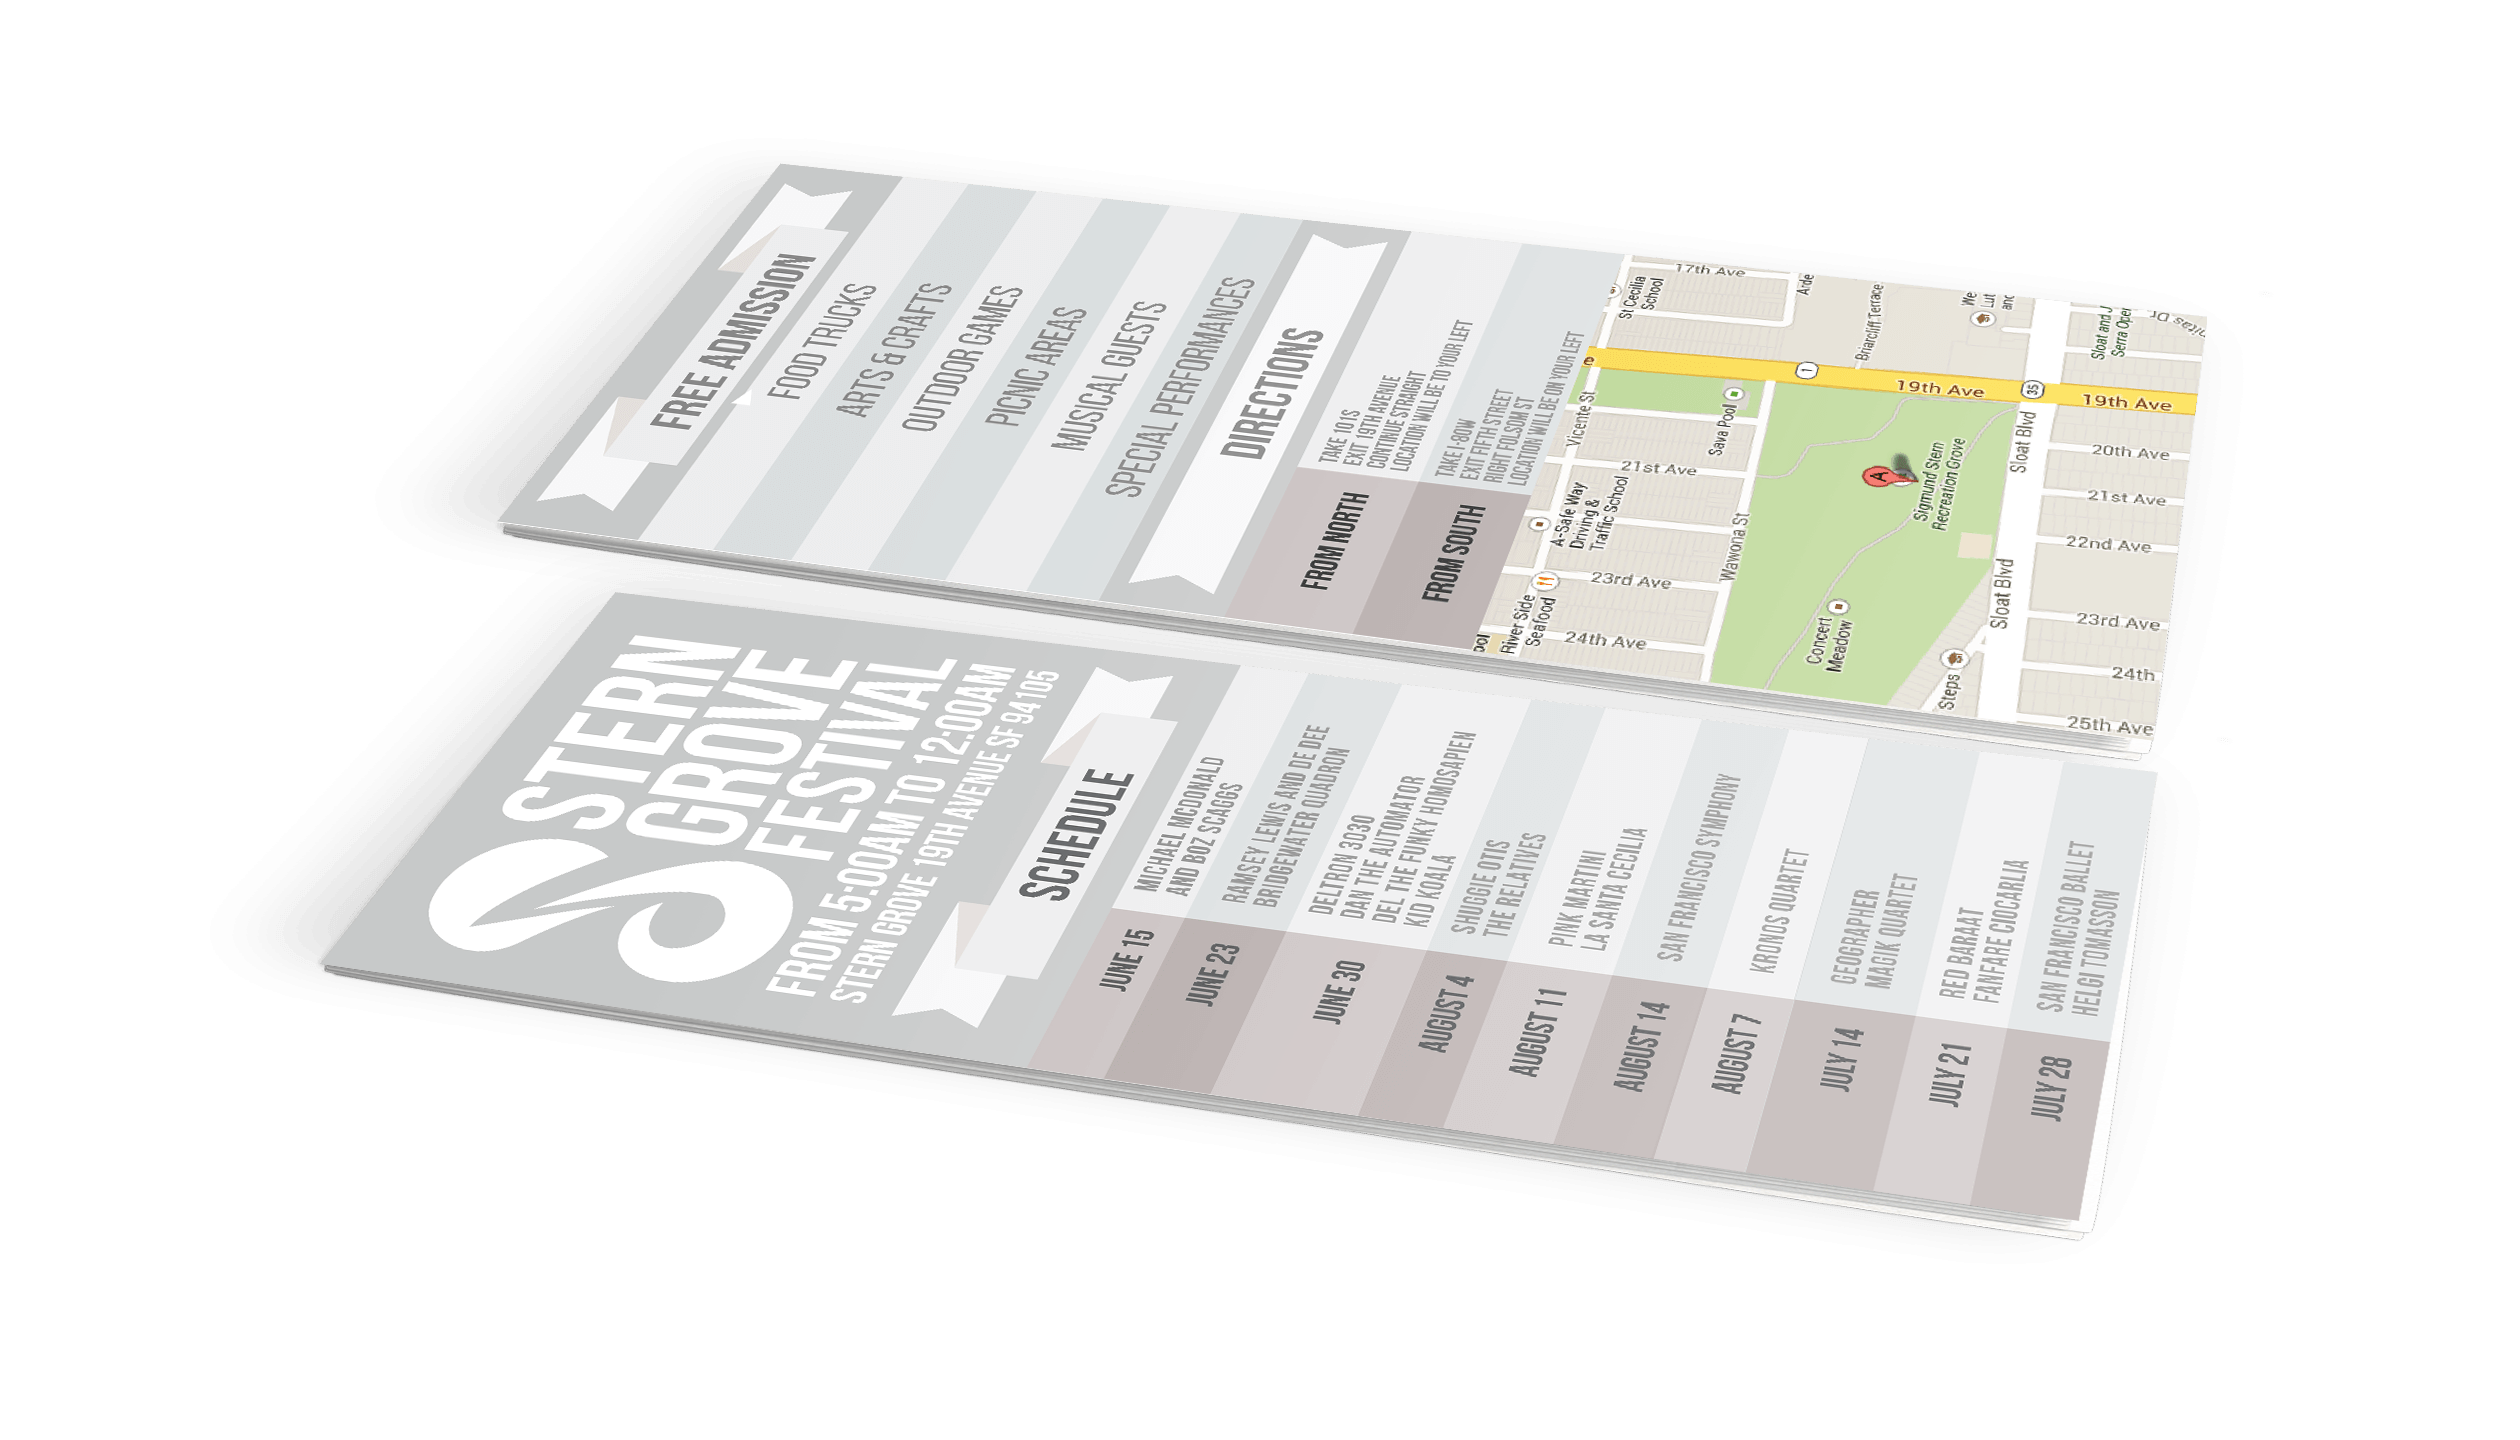 FREE ADMISSION
FOOD TRUCKS
ARTS & CRAFTS
OUTDOOR GAMES
PICNIC AREAS
MUSICAL GUESTS
SPECIAL PERFORMANCES
DIRECTIONS
FROM NORTH
TAKE 101S
EXIT 19TH AVENUE
CONTINUE STRAIGHT
LOCATION WILL BE TO YOUR LEFT
FROM SOUTH
TAKE I-80W
EXIT FIFTH STREET
RIGHT FOLSOM ST
LOCATION WILL BE ON YOUR LEFT
17th Ave
St Cecilia
School
Arde
Briarcliff Terrace
We
Lut
and
Sloat and J
Serra Oper
nitas Dr
1
19th Ave
35
19th Ave
Vicente St
Sava Pool
21st Ave
Sloat Blvd
20th Ave
A
Sigmund Stern
Recreation Grove
21st Ave
A-Safe Way
Driving &
Traffic School
Wawona St
22nd Ave
23rd Ave
Sloat Blvd
River Side
Seafood
24th Ave
Concert
Meadow
23rd Ave
pol
Steps
24th
25th Ave
STERN
GROVE
FESTIVAL
FROM 5:00AM TO 12:00AM
STERN GROVE 19TH AVENUE SF 94105
SCHEDULE
JUNE 15
MICHAEL MCDONALD
AND BOZ SCAGGS
JUNE 23
RAMSEY LEWIS AND DE DEE
BRIDGEWATER QUADRON
JUNE 30
DELTRON 3030
DAN THE AUTOMATOR
DEL THE FUNKY HOMOSAPIEN
KID KOALA
AUGUST 4
SHUGGIE OTIS
THE RELATIVES
AUGUST 11
PINK MARTINI
LA SANTA CECILIA
AUGUST 14
SAN FRANCISCO SYMPHONY
AUGUST 7
KRONOS QUARTET
JULY 14
GEOGRAPHER
MAGIK QUARTET
JULY 21
RED BARAAT
FANFARE CIOCARLIA
JULY 28
SAN FRANCISCO BALLET
HELGI TOMASSON